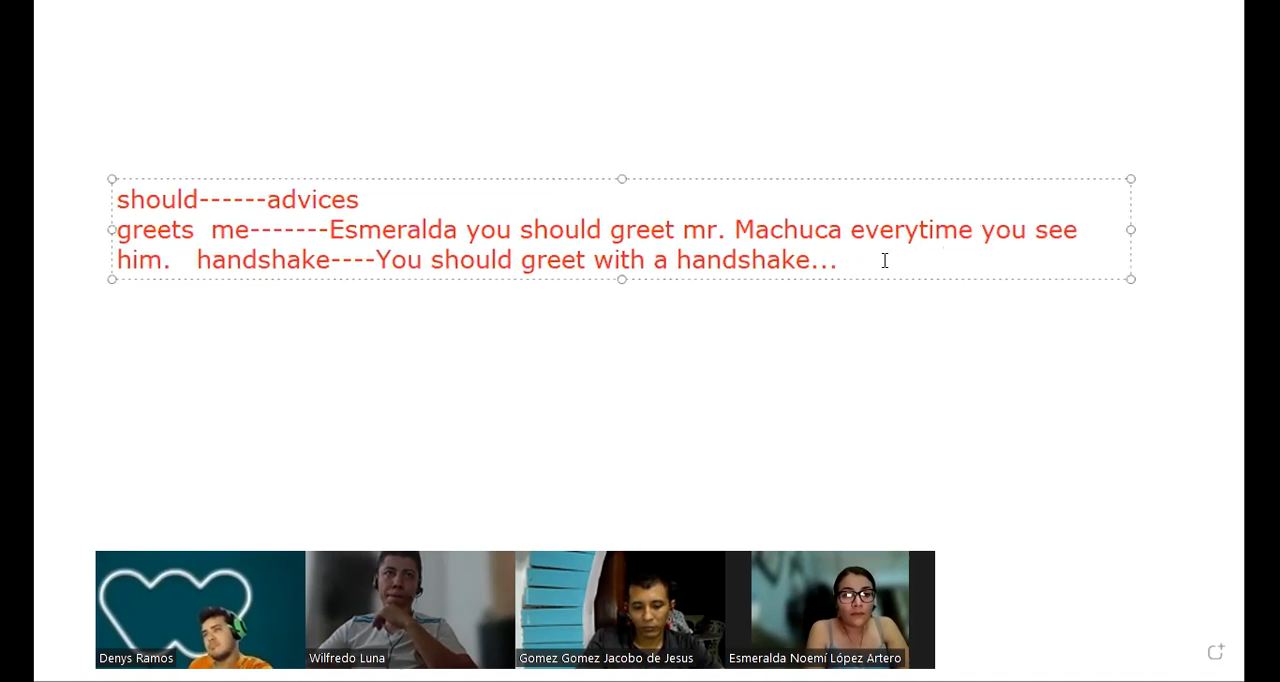 should------advices
greets  me-------Esmeralda you should greet mr. Machuca everytime you see
him.   handshake----You should greet with a handshake...
Denys Ramos
Wilfredo Luna
Gomez Gomez Jacobo de Jesus
Esmeralda Noemí López Artero